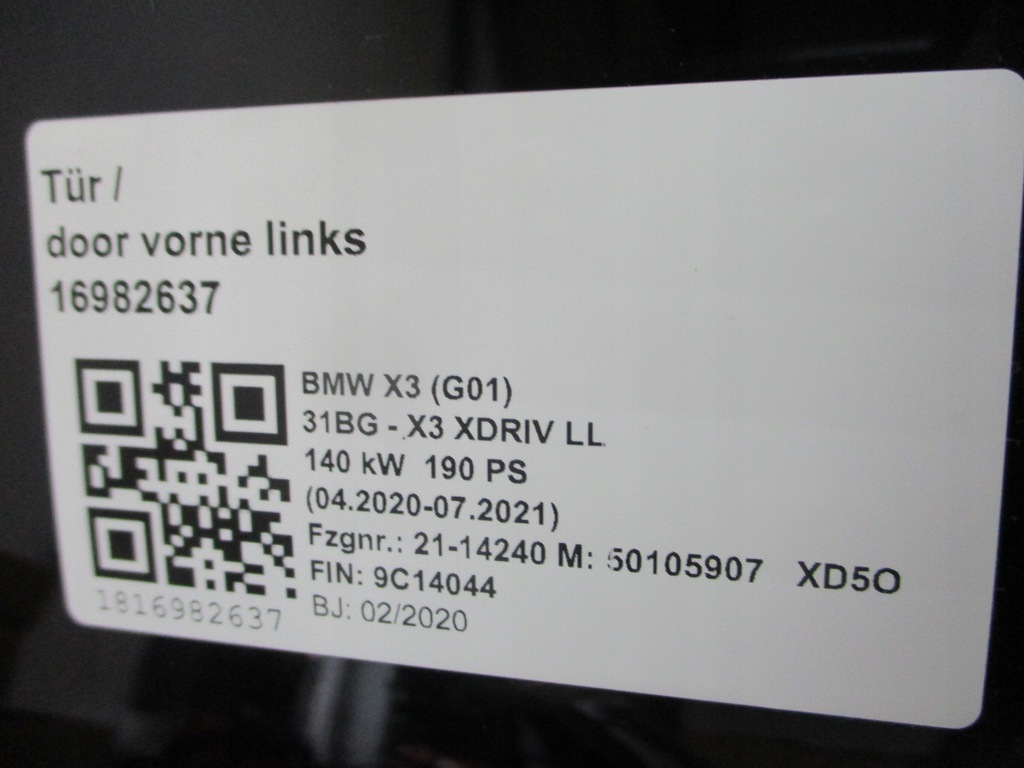 Tür /
door vorne links
16982637
BMW X3 (G01)
31BG - X3 XDRIV LL
140 kW 190 PS
(04.2020-07.2021)
Fzgnr.: 21-14240 M: 50105907 XD5O
FIN: 9C14044
BJ: 02/2020
1816982637